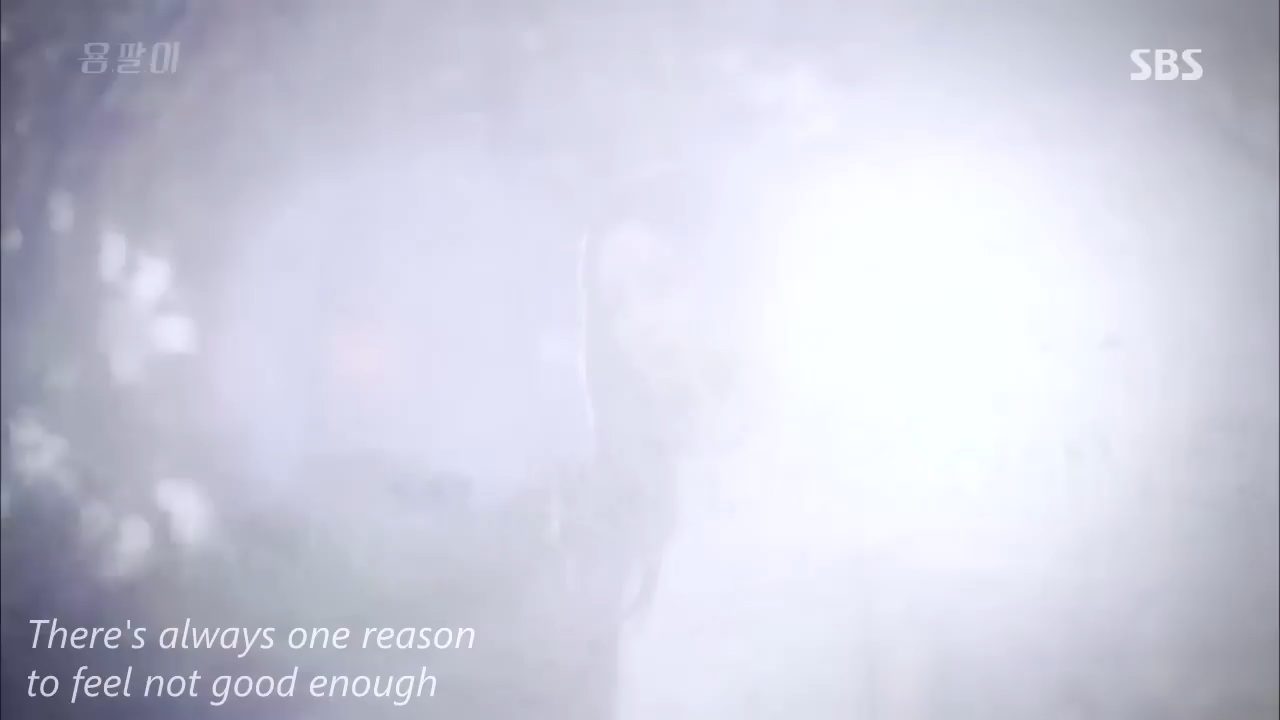 용팔이
SBS
There's always one reason
to feel not good enough